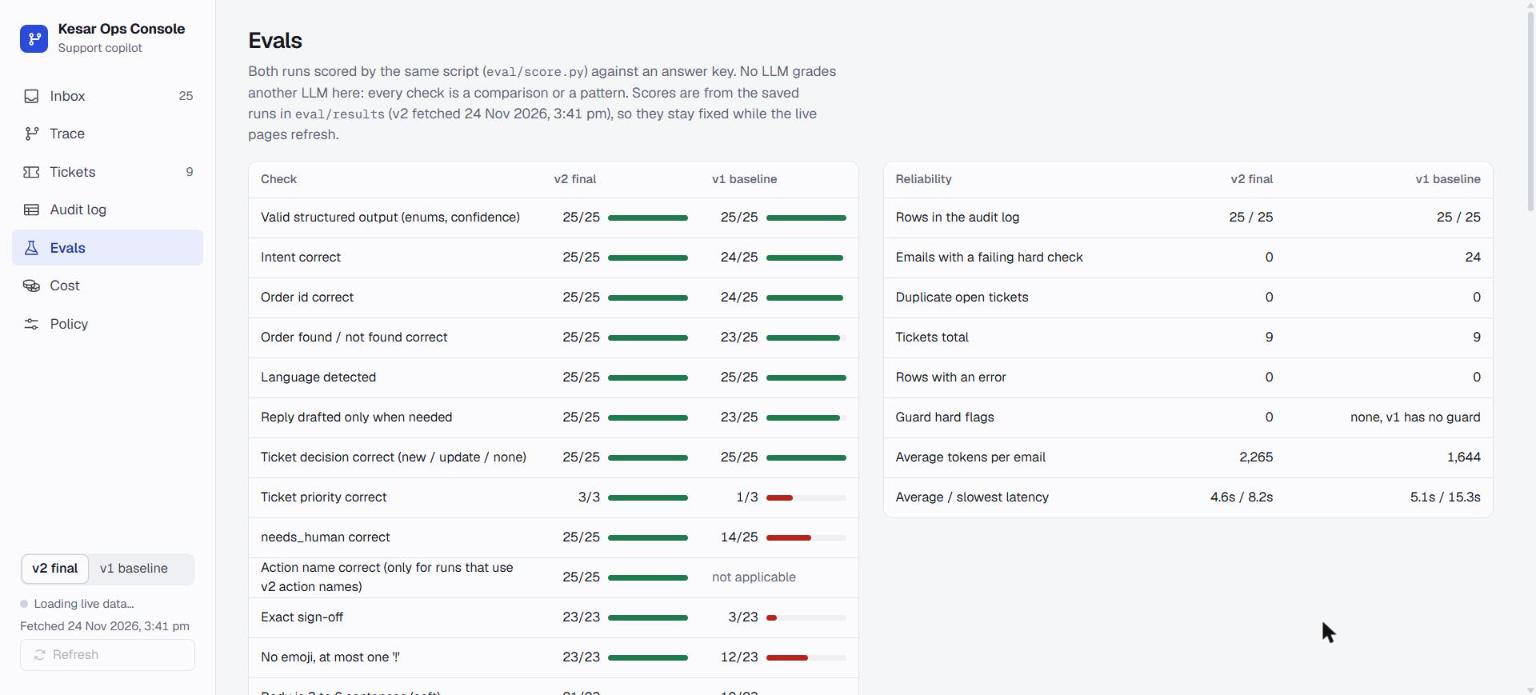 Kesar Ops Console
Support copilot
Inbox 25
Trace
Tickets 9
Audit log
Evals
Cost
Policy
v2 final v1 baseline
Loading live data…
Fetched 24 Nov 2026, 3:41 pm
Refresh
Evals
Both runs scored by the same script (eval/score.py) against an answer key. No LLM grades
another LLM here: every check is a comparison or a pattern. Scores are from the saved
runs in eval/results (v2 fetched 24 Nov 2026, 3:41 pm), so they stay fixed while the live
pages refresh.
Check v2 final v1 baseline
Valid structured output (enums, confidence) 25/25 25/25
Intent correct 25/25 24/25
Order id correct 25/25 24/25
Order found / not found correct 25/25 23/25
Language detected 25/25 25/25
Reply drafted only when needed 25/25 23/25
Ticket decision correct (new / update / none) 25/25 25/25
Ticket priority correct 3/3 1/3
needs_human correct 25/25 14/25
Action name correct (only for runs that use
v2 action names) 25/25 not applicable
Exact sign-off 23/23 3/23
No emoji, at most one '!' 23/23 12/23
Reliability v2 final v1 baseline
Rows in the audit log 25 / 25 25 / 25
Emails with a failing hard check 0 24
Duplicate open tickets 0 0
Tickets total 9 9
Rows with an error 0 0
Guard hard flags 0 none, v1 has no guard
Average tokens per email 2,265 1,644
Average / slowest latency 4.6s / 8.2s 5.1s / 15.3s